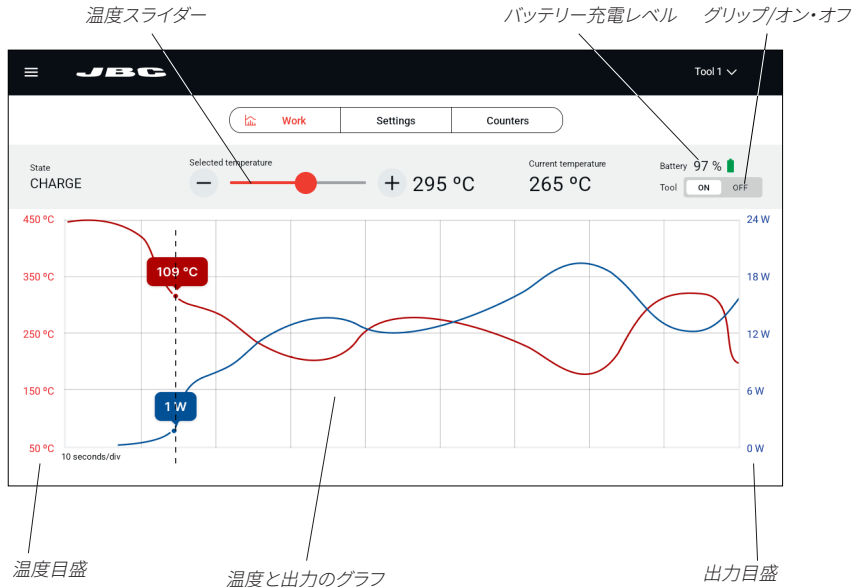 温度スライダー
バッテリー充電レベル
グリップ/オン・オフ
JBC
Tool 1
Work
Settings
Counters
State
CHARGE
Selected temperature
295 ºC
Current temperature
265 ºC
Battery 97 %
Tool ON OFF
450 ºC
24 W
109 ºC
350 ºC
18 W
250 ºC
12 W
150 ºC
6 W
1 W
50 ºC
0 W
10 seconds/div
温度目盛
温度と出力のグラフ
出力目盛